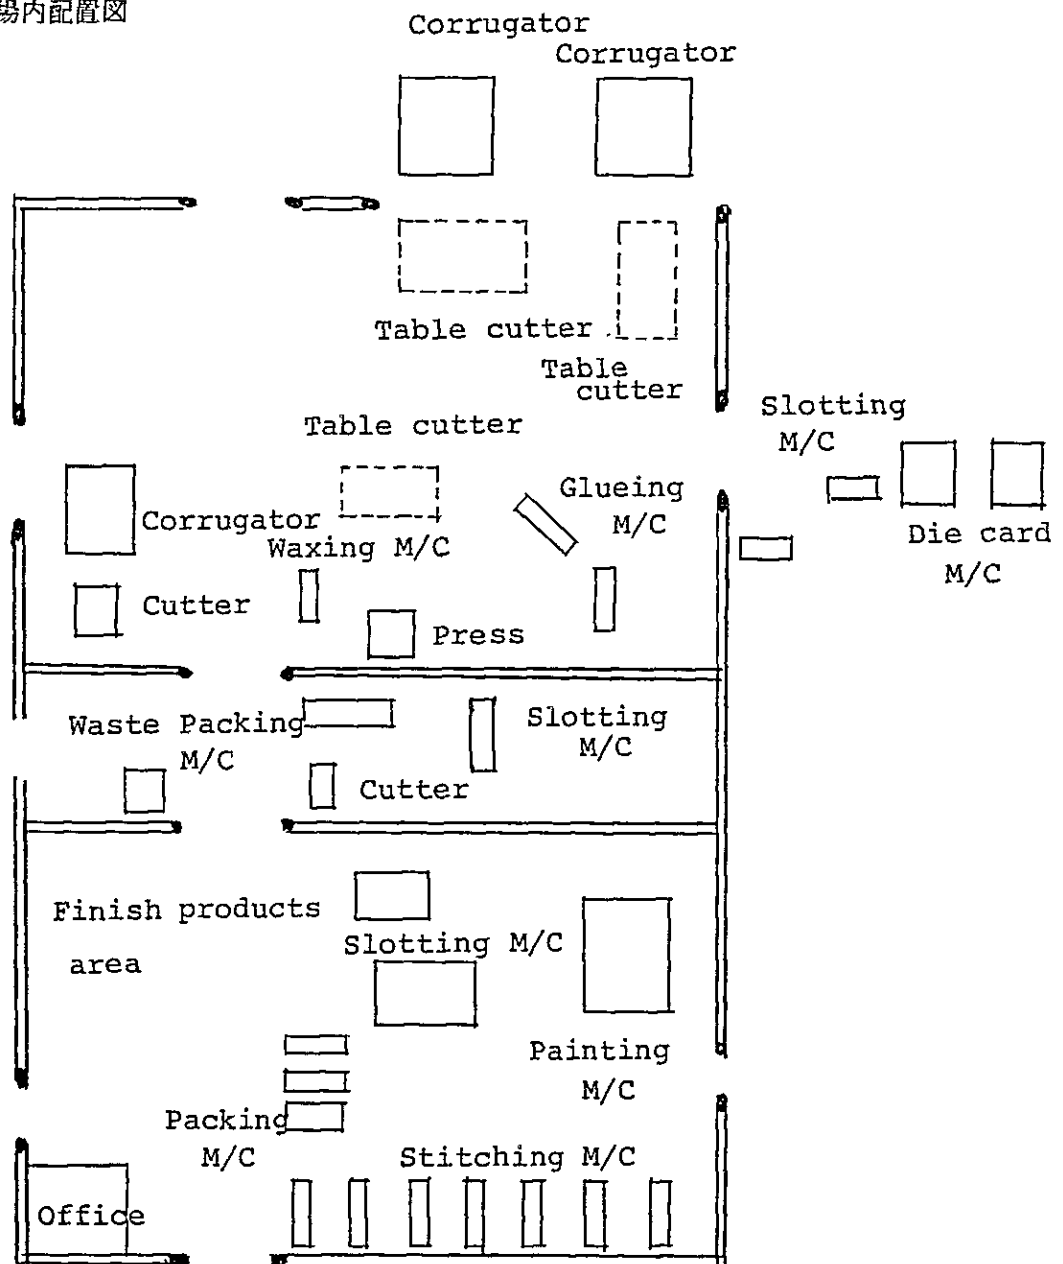 場内配置図
Corrugator
Corrugator
Table cutter
Table
cutter
Slotting
M/C
Table cutter
Glueing
M/C
Corrugator
Waxing M/C
Die card
M/C
Cutter
Press
Waste Packing
M/C
Slotting
M/C
Cutter
Finish products
area
Slotting M/C
Painting
M/C
Packing
M/C
Stitching M/C
Office